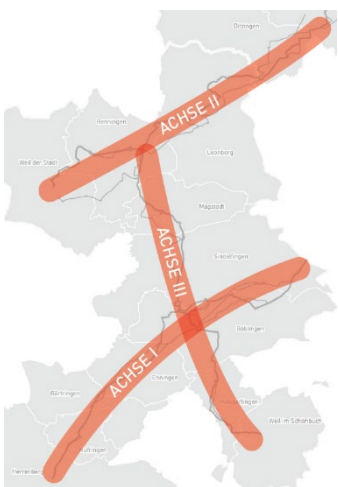 Ditzingen
ACHSE II
Renningen
Leonberg
Weil der Stadt
Magstadt
Sindelfingen
ACHSE III
Böblingen
ACHSE I
Ehningen
Gärtringen
Weil im Schönbuch
Nufringen
Herrenberg